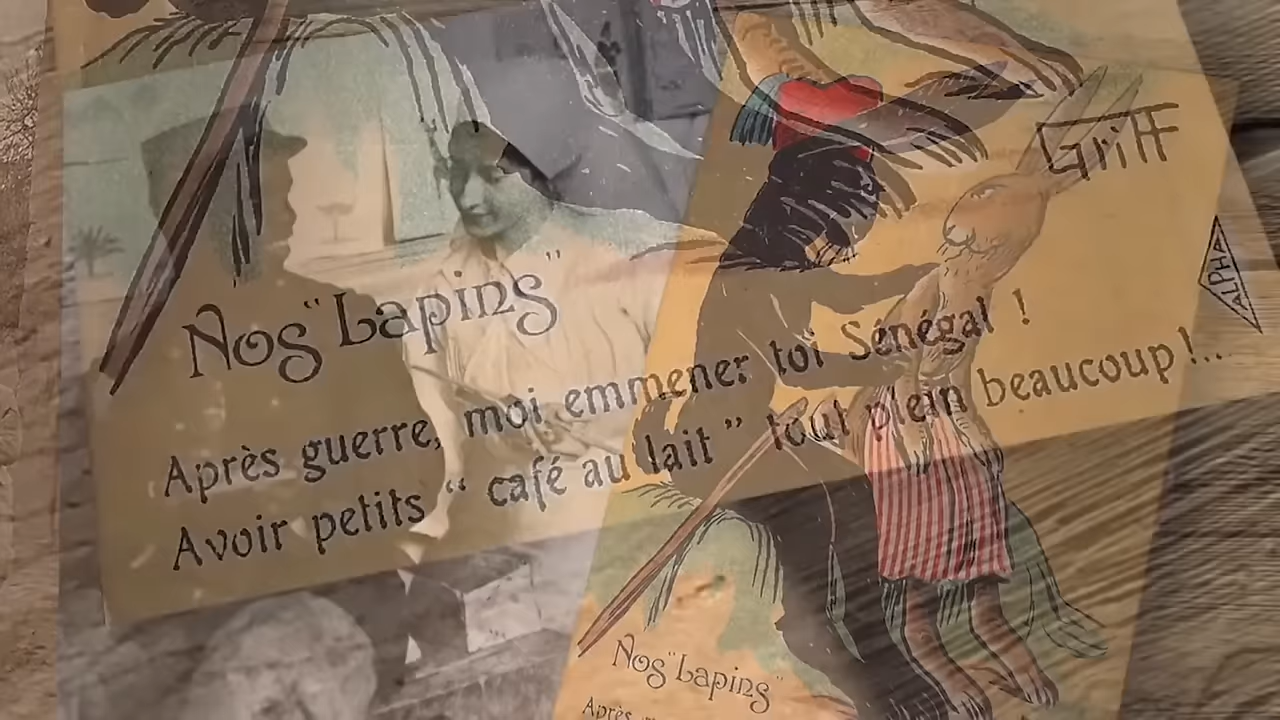 Griff
ALPHA
Nos "Lapins"
Après guerre, moi emmener toi Sénégal !
Avoir petits “ café au lait ” tout plein beaucoup !...
Nos "Lapins"
Après